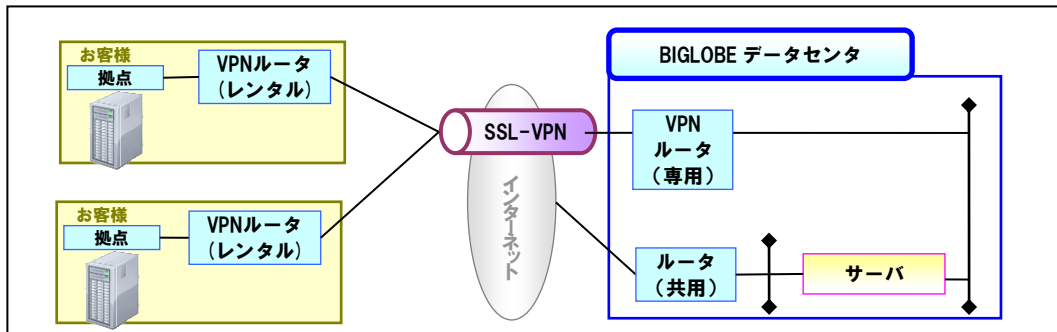 お客様
拠点
VPNルータ
(レンタル)
お客様
拠点
VPNルータ
(レンタル)
SSL-VPN
インターネット
BIGLOBE データセンタ
VPN
ルータ
(専用)
ルータ
(共用)
サーバ